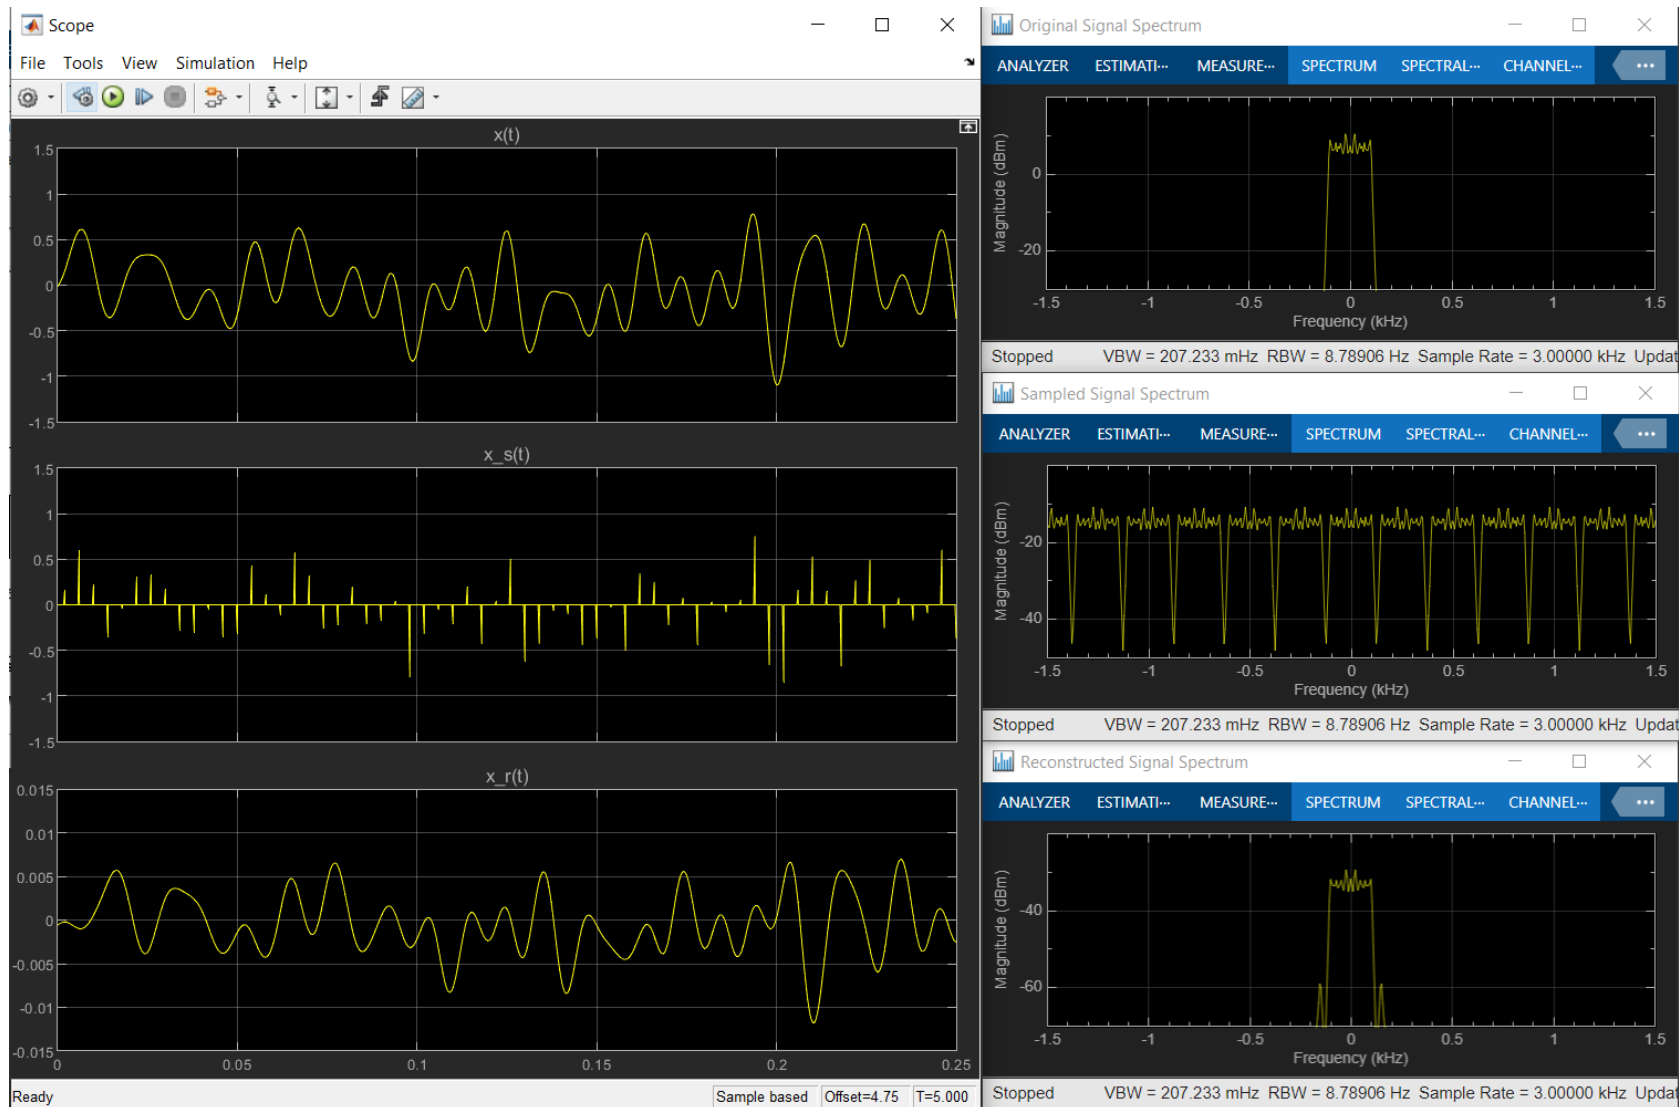 Scope
File Tools View Simulation Help
x(t)
1.5
1
0.5
0
-0.5
-1
-1.5
x_s(t)
1.5
1
0.5
0
-0.5
-1
-1.5
x_r(t)
0.015
0.01
0.005
0
-0.005
-0.01
-0.015
0 0.05 0.1 0.15 0.2 0.25
Ready Sample based Offset=4.75 T=5.000
Original Signal Spectrum
ANALYZER ESTIMATI... MEASURE... SPECTRUM SPECTRAL... CHANNEL... ...
Magnitude (dBm)
0
-20
-1.5 -1 -0.5 0 0.5 1 1.5
Frequency (kHz)
Stopped VBW = 207.233 mHz RBW = 8.78906 Hz Sample Rate = 3.00000 kHz Updat
Sampled Signal Spectrum
ANALYZER ESTIMATI... MEASURE... SPECTRUM SPECTRAL... CHANNEL... ...
Magnitude (dBm)
-20
-40
-1.5 -1 -0.5 0 0.5 1 1.5
Frequency (kHz)
Stopped VBW = 207.233 mHz RBW = 8.78906 Hz Sample Rate = 3.00000 kHz Updat
Reconstructed Signal Spectrum
ANALYZER ESTIMATI... MEASURE... SPECTRUM SPECTRAL... CHANNEL... ...
Magnitude (dBm)
-40
-60
-1.5 -1 -0.5 0 0.5 1 1.5
Frequency (kHz)
Stopped VBW = 207.233 mHz RBW = 8.78906 Hz Sample Rate = 3.00000 kHz Updat